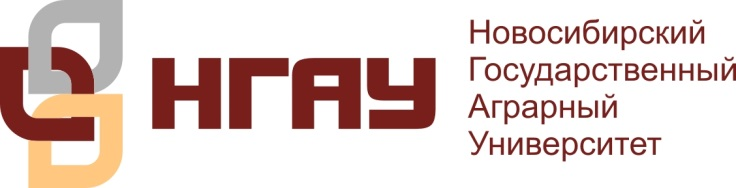 НГАУ
Новосибирский
Государственный
Аграрный
Университет